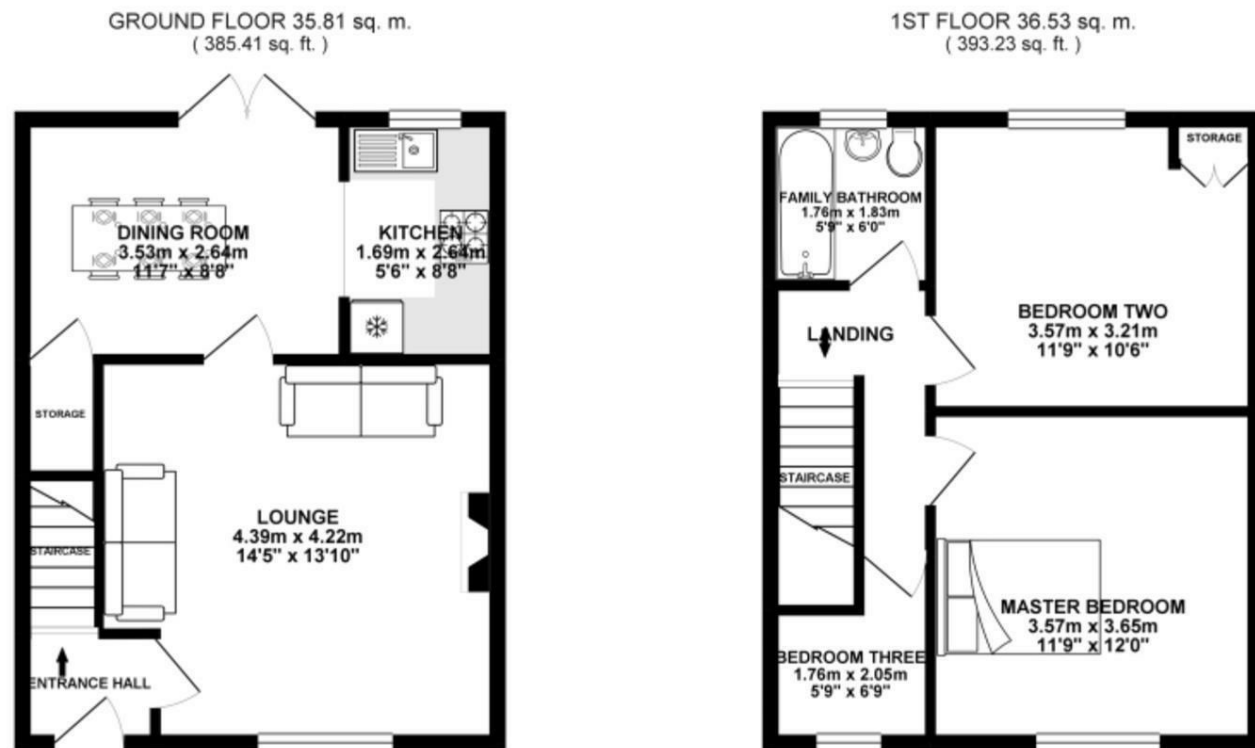 GROUND FLOOR 35.81 sq. m.
( 385.41 sq. ft. )
DINING ROOM
3.53m x 2.64m
11'7" x 8'8"
KITCHEN
1.69m x 2.64m
5'6" x 8'8"
STORAGE
STAIRCASE
LOUNGE
4.39m x 4.22m
14'5" x 13'10"
ENTRANCE HALL
1ST FLOOR 36.53 sq. m.
( 393.23 sq. ft. )
STORAGE
FAMILY BATHROOM
1.76m x 1.83m
5'9" x 6'0"
BEDROOM TWO
3.57m x 3.21m
11'9" x 10'6"
LANDING
STAIRCASE
MASTER BEDROOM
3.57m x 3.65m
11'9" x 12'0"
BEDROOM THREE
1.76m x 2.05m
5'9" x 6'9"